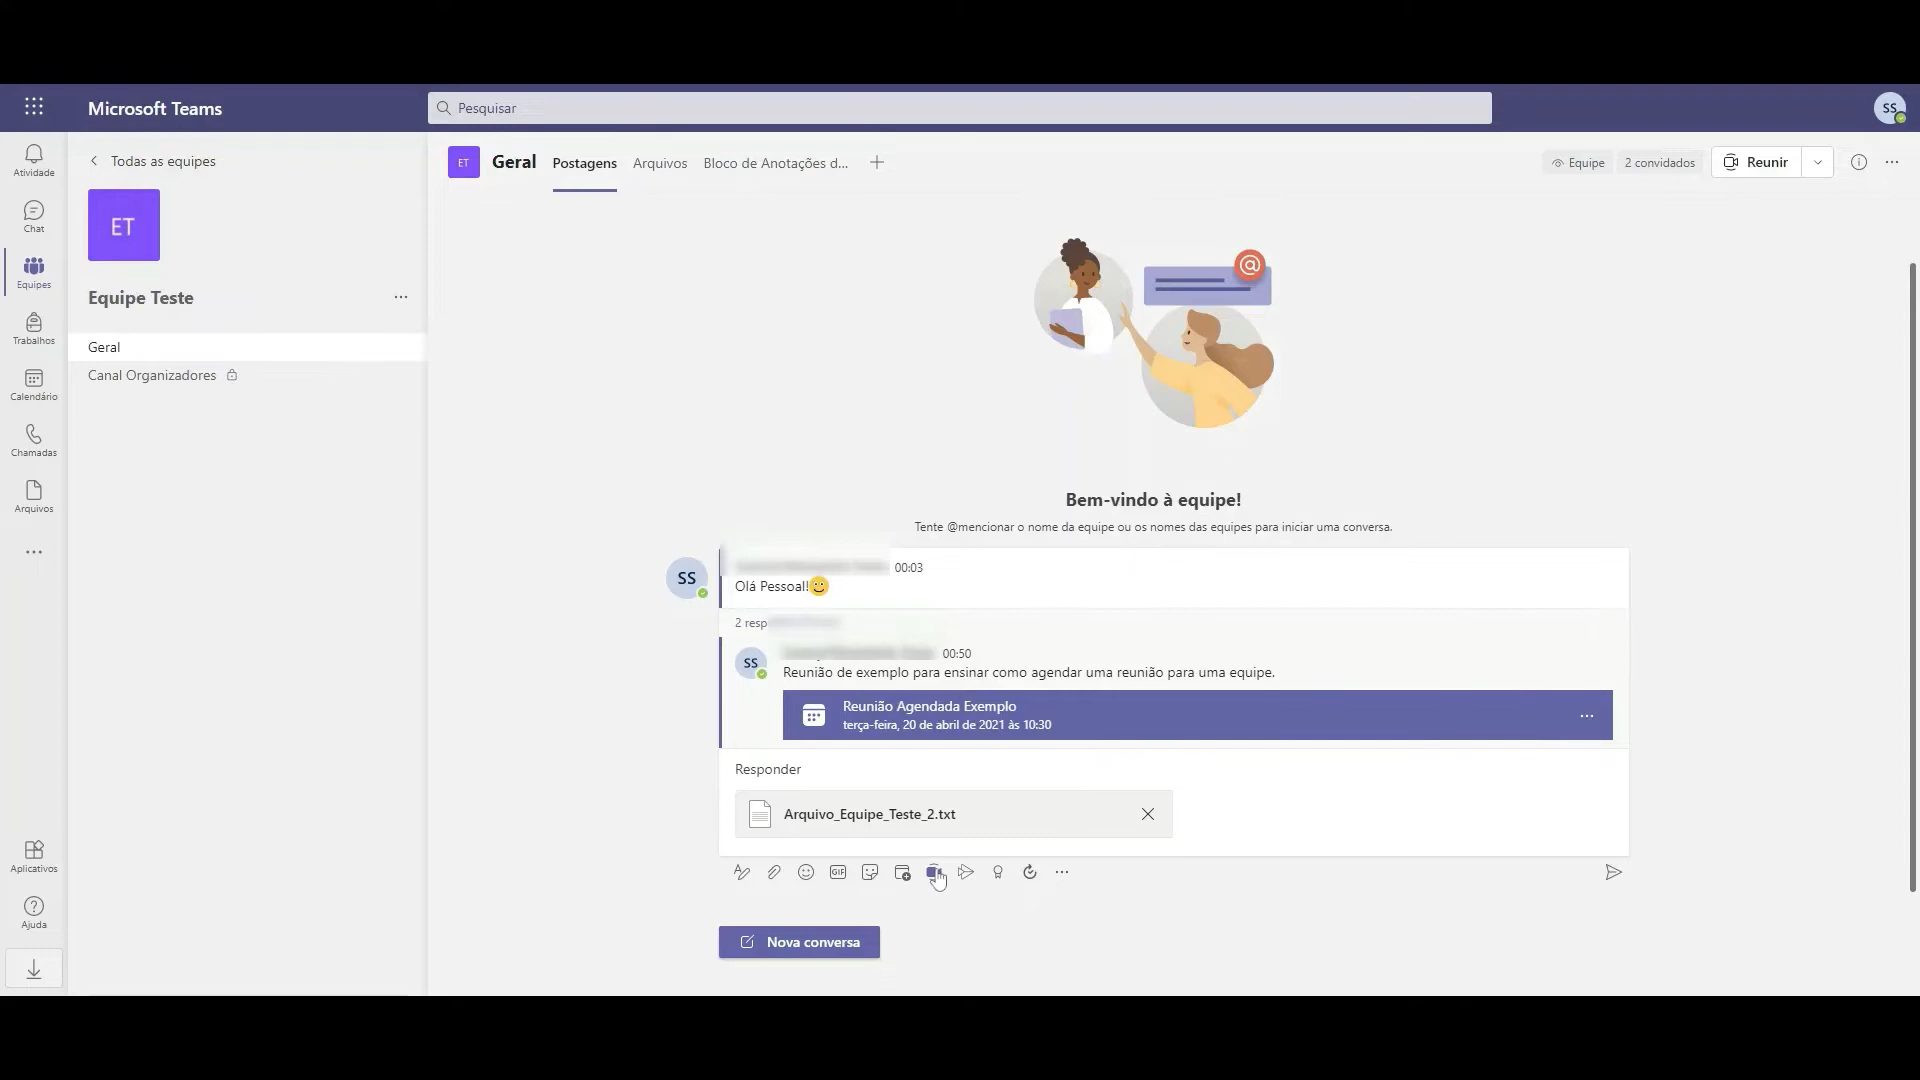 Microsoft Teams
Pesquisar
SS
Atividade
Chat
Equipes
Trabalhos
Calendário
Chamadas
Arquivos
Aplicativos
Ajuda
Todas as equipes
ET
Equipe Teste
Geral
Canal Organizadores
ET
Geral
Postagens
Arquivos
Bloco de Anotações d...
Equipe
2 convidados
Reunir
@
Bem-vindo à equipe!
Tente @mencionar o nome da equipe ou os nomes das equipes para iniciar uma conversa.
SS
00:03
Olá Pessoal!
2 resp
SS
00:50
Reunião de exemplo para ensinar como agendar uma reunião para uma equipe.
Reunião Agendada Exemplo
terça-feira, 20 de abril de 2021 às 10:30
Responder
Arquivo_Equipe_Teste_2.txt
GIF
Nova conversa